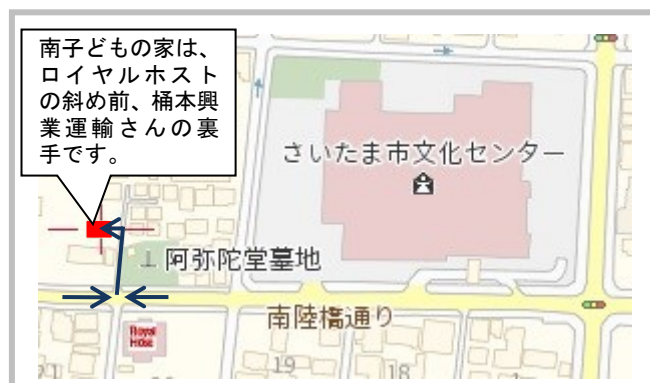 南子どもの家は、
ロイヤルホスト
の斜め前、桶本興
業運輸さんの裏
手です。
さいたま市文化センター
阿弥陀堂墓地
南陸橋通り
Royal
Host
19
18